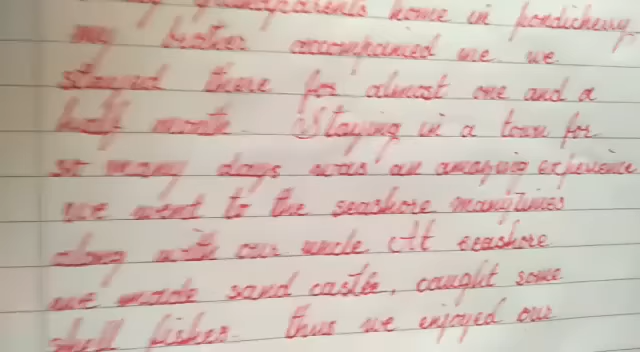 grandparents home in pondicherry.
my brother accompanied me we
stayed there for almost one and a
half month. Staying in a town for
so many days was an amazing experience
we went to the seashore manytimes
along with our uncle At seashore
we made sand castle, caught some
shell fishes. Thus we enjoyed our